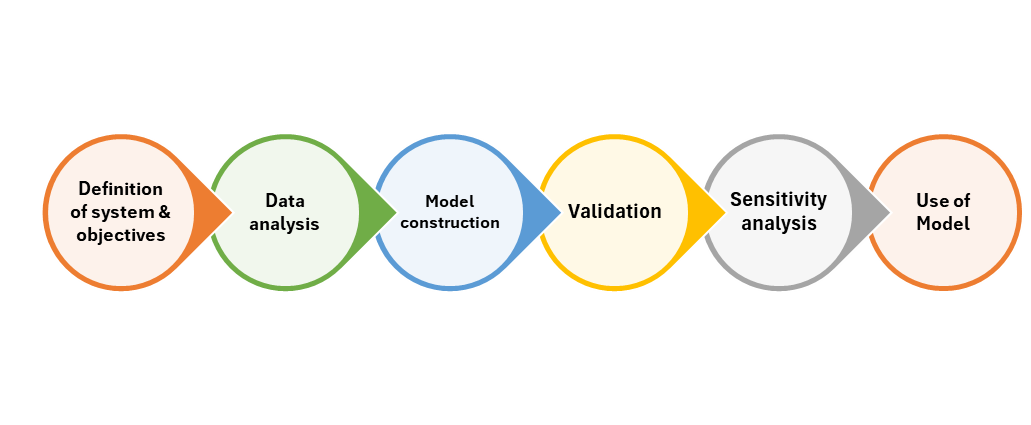 Definition
of system &
objectives
Data
analysis
Model
construction
Validation
Sensitivity
analysis
Use of
Model